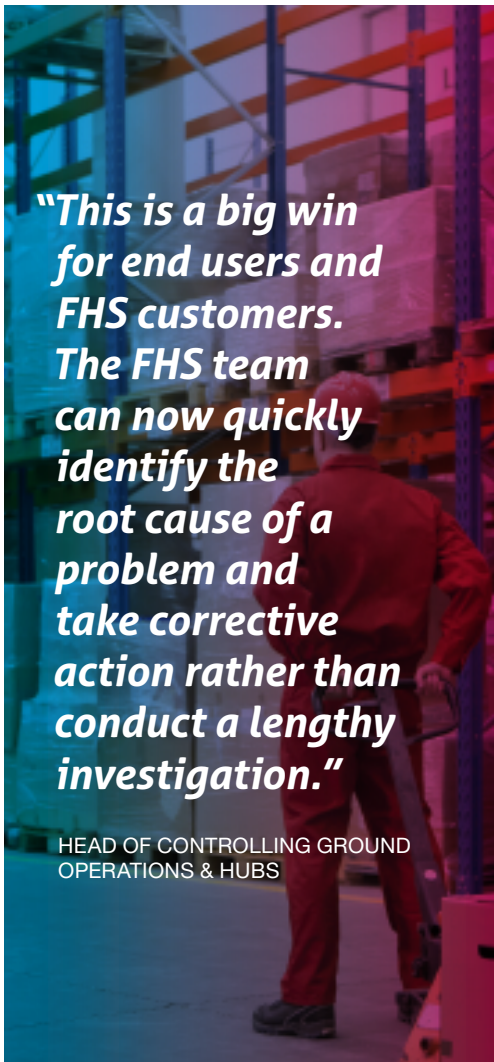 “This is a big win
for end users and
FHS customers.
The FHS team
can now quickly
identify the
root cause of a
problem and
take corrective
action rather than
conduct a lengthy
investigation.”
HEAD OF CONTROLLING GROUND
OPERATIONS & HUBS